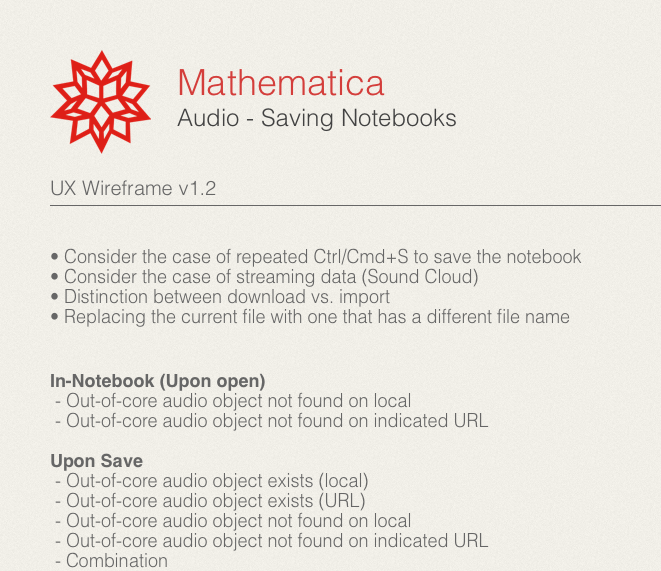 Mathematica
Audio - Saving Notebooks
UX Wireframe v1.2
• Consider the case of repeated Ctrl/Cmd+S to save the notebook
• Consider the case of streaming data (Sound Cloud)
• Distinction between download vs. import
• Replacing the current file with one that has a different file name
In-Notebook (Upon open)
- Out-of-core audio object not found on local
- Out-of-core audio object not found on indicated URL
Upon Save
- Out-of-core audio object exists (local)
- Out-of-core audio object exists (URL)
- Out-of-core audio object not found on local
- Out-of-core audio object not found on indicated URL
- Combination